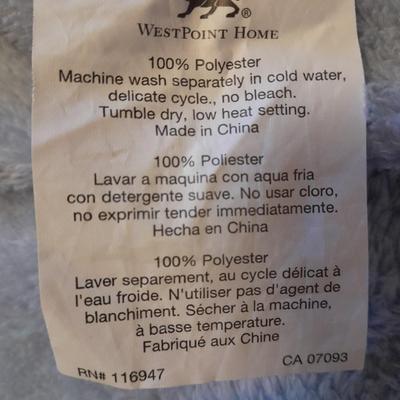 WESTPOINT HOME ®
100% Polyester
Machine wash separately in cold water,
delicate cycle., no bleach.
Tumble dry, low heat setting.
Made in China
100% Poliester
Lavar a maquina con aqua fria
con detergente suave. No usar cloro,
no exprimir tender immediatamente.
Hecha en China
100% Polyester
Laver separement, au cycle délicat à
l'eau froide. N'utiliser pas d'agent de
blanchiment. Sécher à la machine,
à basse temperature.
Fabriqué aux Chine
RN# 116947
CA 07093